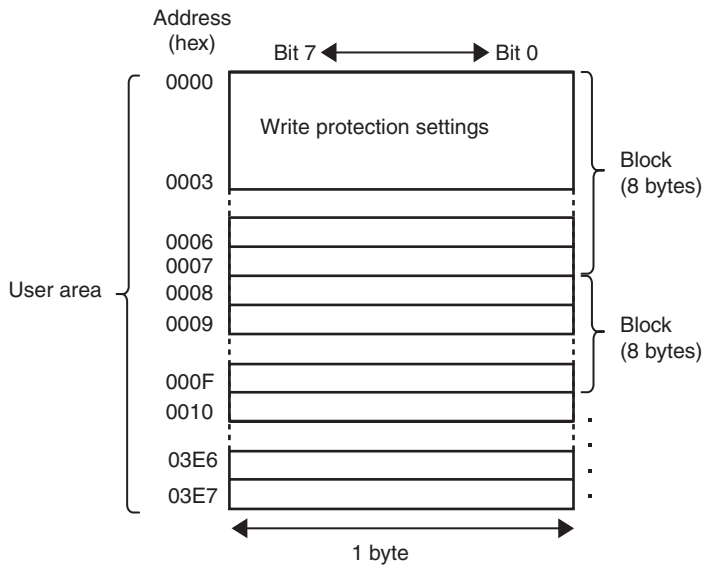 Address
(hex)
Bit 7
Bit 0
0000
Write protection settings
0003
Block
(8 bytes)
0006
0007
User area
0008
0009
Block
(8 bytes)
000F
0010
03E6
03E7
1 byte